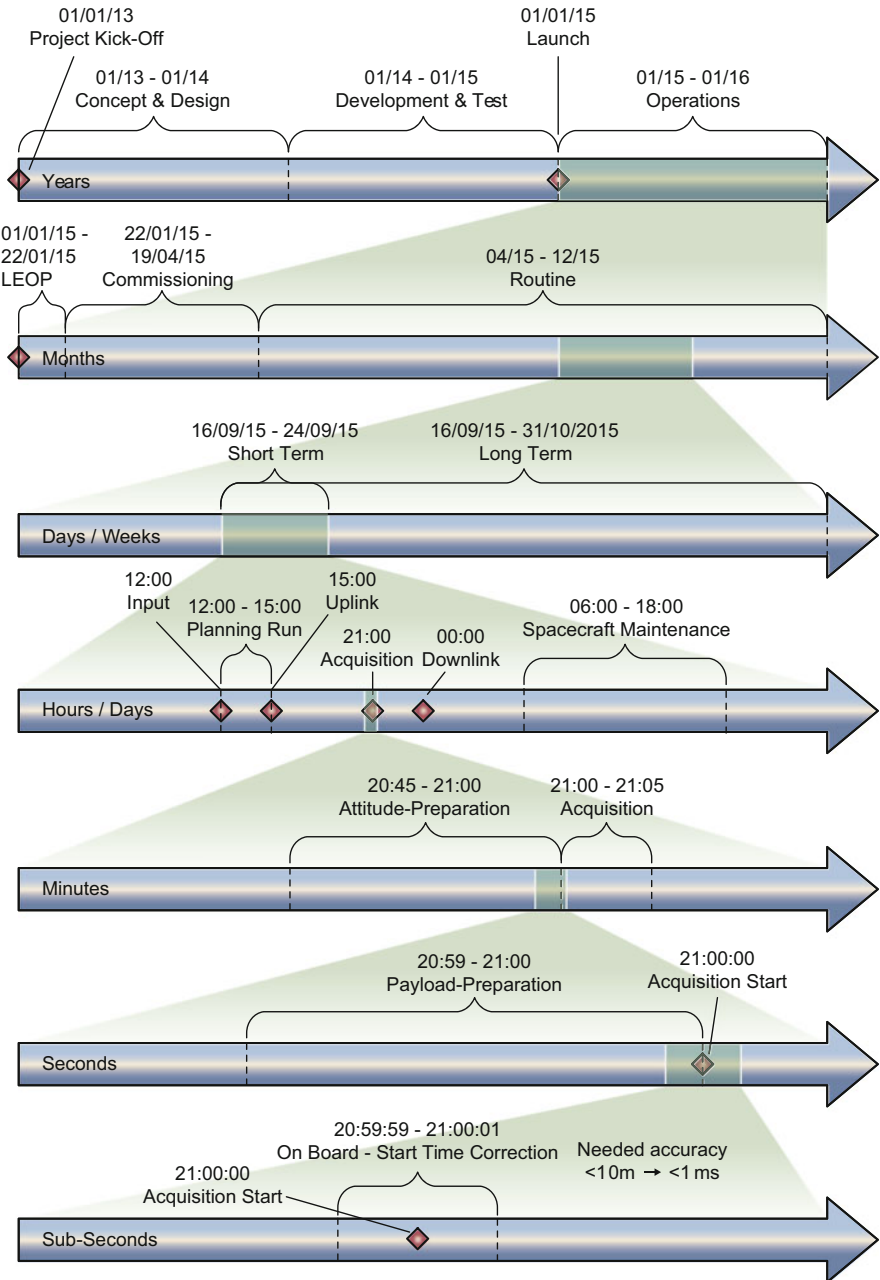 01/01/13
Project Kick-Off
01/01/15
Launch
01/13 - 01/14
Concept & Design
01/14 - 01/15
Development & Test
01/15 - 01/16
Operations
Years
01/01/15 -
22/01/15
LEOP
22/01/15 -
19/04/15
Commissioning
04/15 - 12/15
Routine
Months
16/09/15 - 24/09/15
Short Term
16/09/15 - 31/10/2015
Long Term
Days / Weeks
12:00
Input
12:00 - 15:00
Planning Run
15:00
Uplink
21:00
Acquisition
00:00
Downlink
06:00 - 18:00
Spacecraft Maintenance
Hours / Days
20:45 - 21:00
Attitude-Preparation
21:00 - 21:05
Acquisition
Minutes
20:59 - 21:00
Payload-Preparation
21:00:00
Acquisition Start
Seconds
20:59:59 - 21:00:01
On Board - Start Time Correction
Needed accuracy
<10m → <1 ms
21:00:00
Acquisition Start
Sub-Seconds